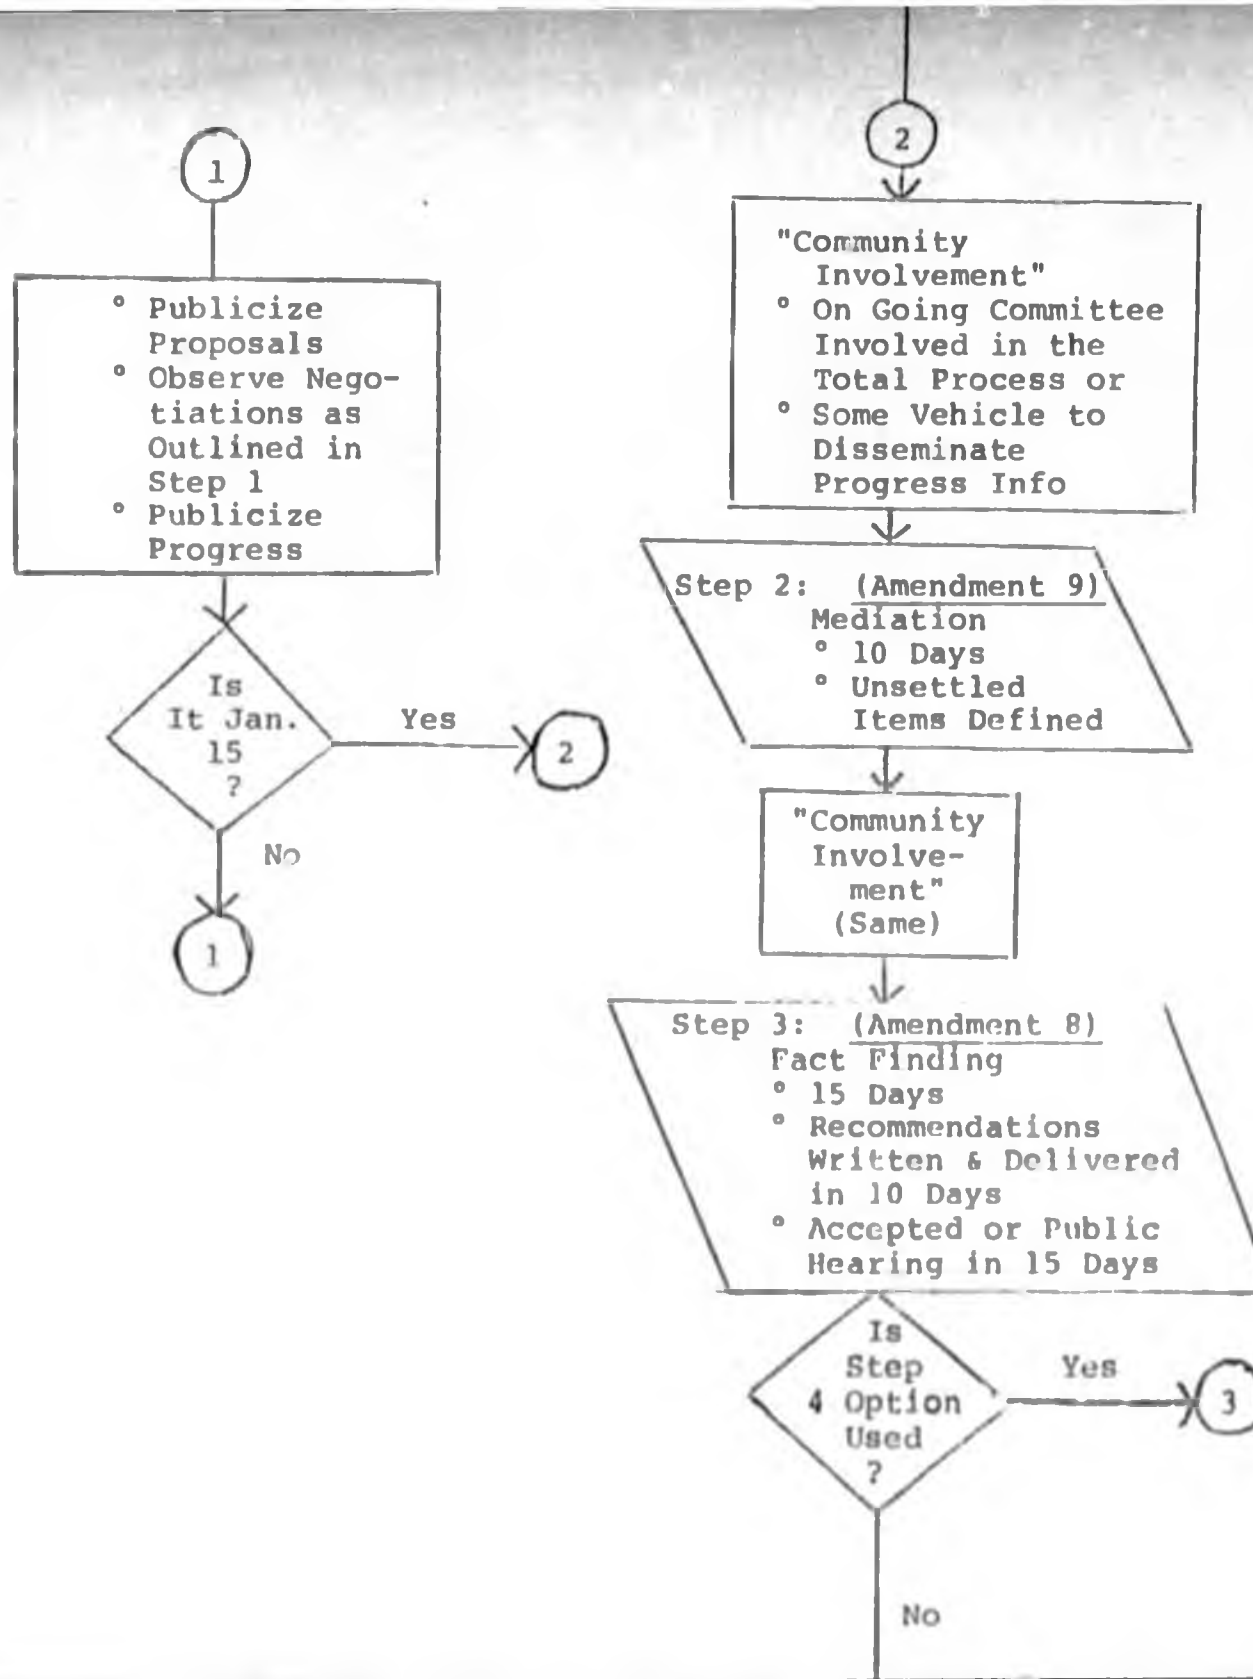 1
° Publicize
Proposals
° Observe Nego-
tiations as
Outlined in
Step 1
° Publicize
Progress
Is
It Jan.
15
?
Yes
2
No
1
2
"Community
Involvement"
° On Going Committee
Involved in the
Total Process or
° Some Vehicle to
Disseminate
Progress Info
Step 2: (Amendment 9)
Mediation
° 10 Days
° Unsettled
Items Defined
"Community
Involve-
ment"
(Same)
Step 3: (Amendment 8)
Fact Finding
° 15 Days
° Recommendations
Written & Delivered
in 10 Days
° Accepted or Public
Hearing in 15 Days
Is
Step
4 Option
Used
?
Yes
3
No